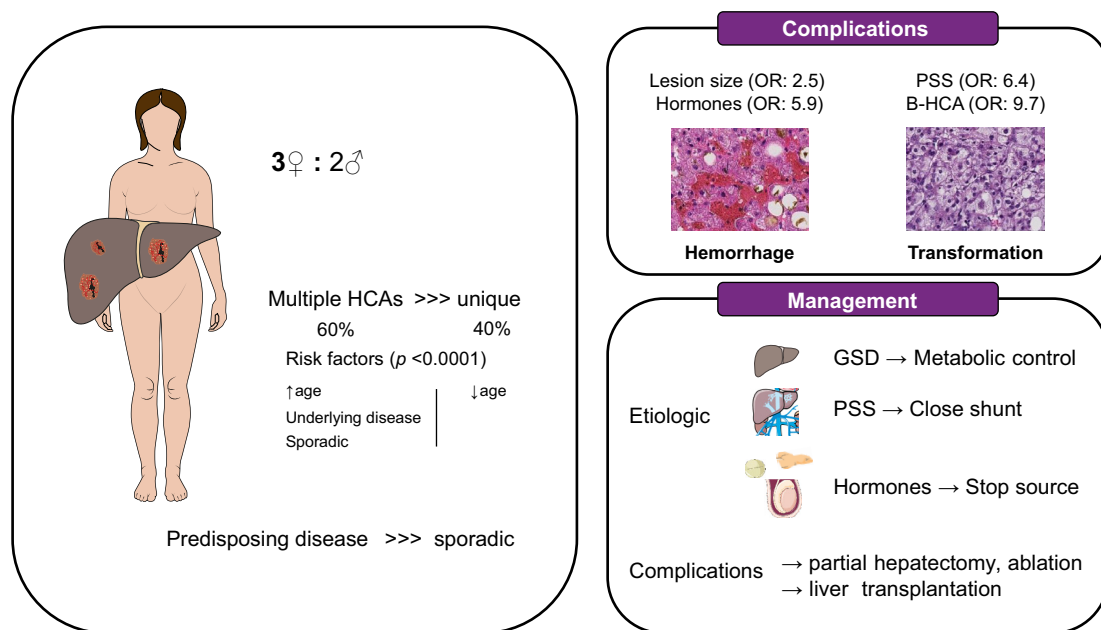 3♀ : 2♂
Multiple HCAs >>> unique
60% 40%
Risk factors (p <0.0001)
↑age ↓age
Underlying disease
Sporadic
Predisposing disease >>> sporadic
Complications
Lesion size (OR: 2.5)
Hormones (OR: 5.9)
PSS (OR: 6.4)
B-HCA (OR: 9.7)
Hemorrhage
Transformation
Management
Etiologic
GSD → Metabolic control
PSS → Close shunt
Hormones → Stop source
Complications → partial hepatectomy, ablation
→ liver transplantation